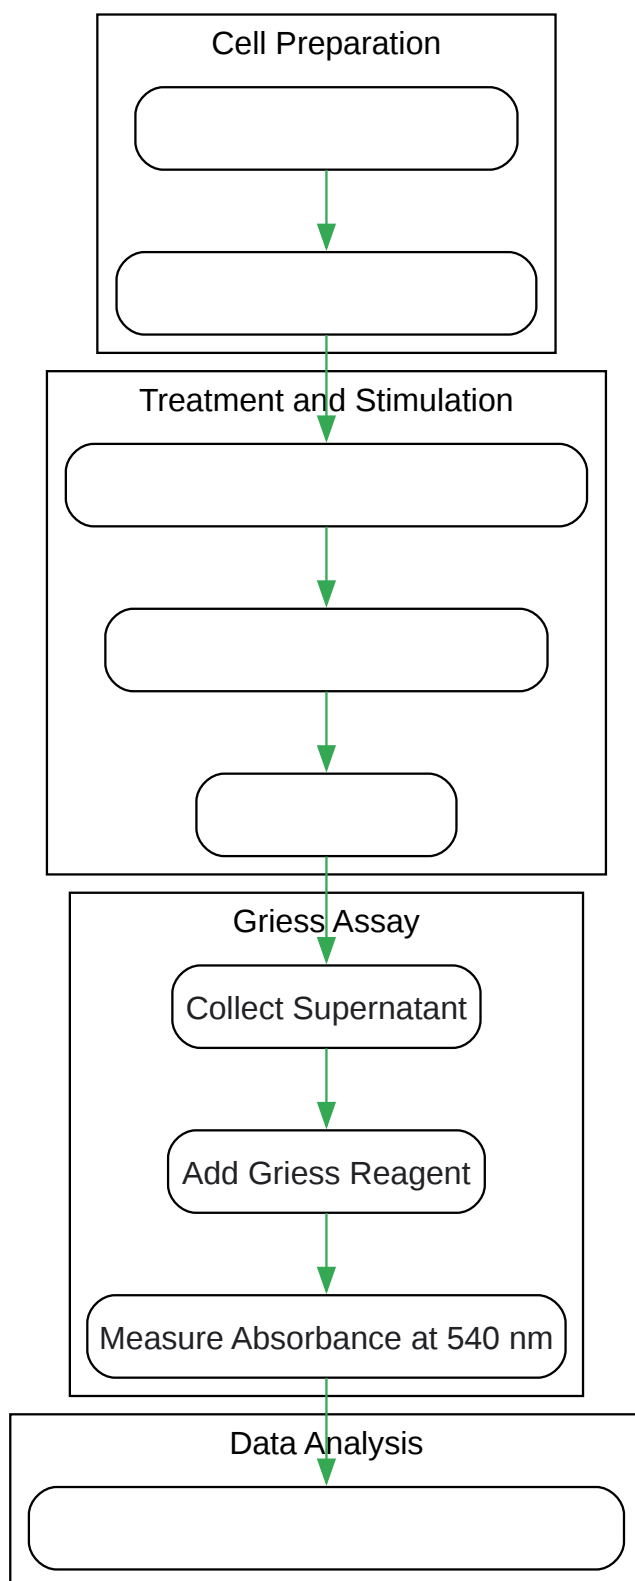 Cell Preparation
Treatment and Stimulation
Griess Assay
Collect Supernatant
Add Griess Reagent
Measure Absorbance at 540 nm
Data Analysis